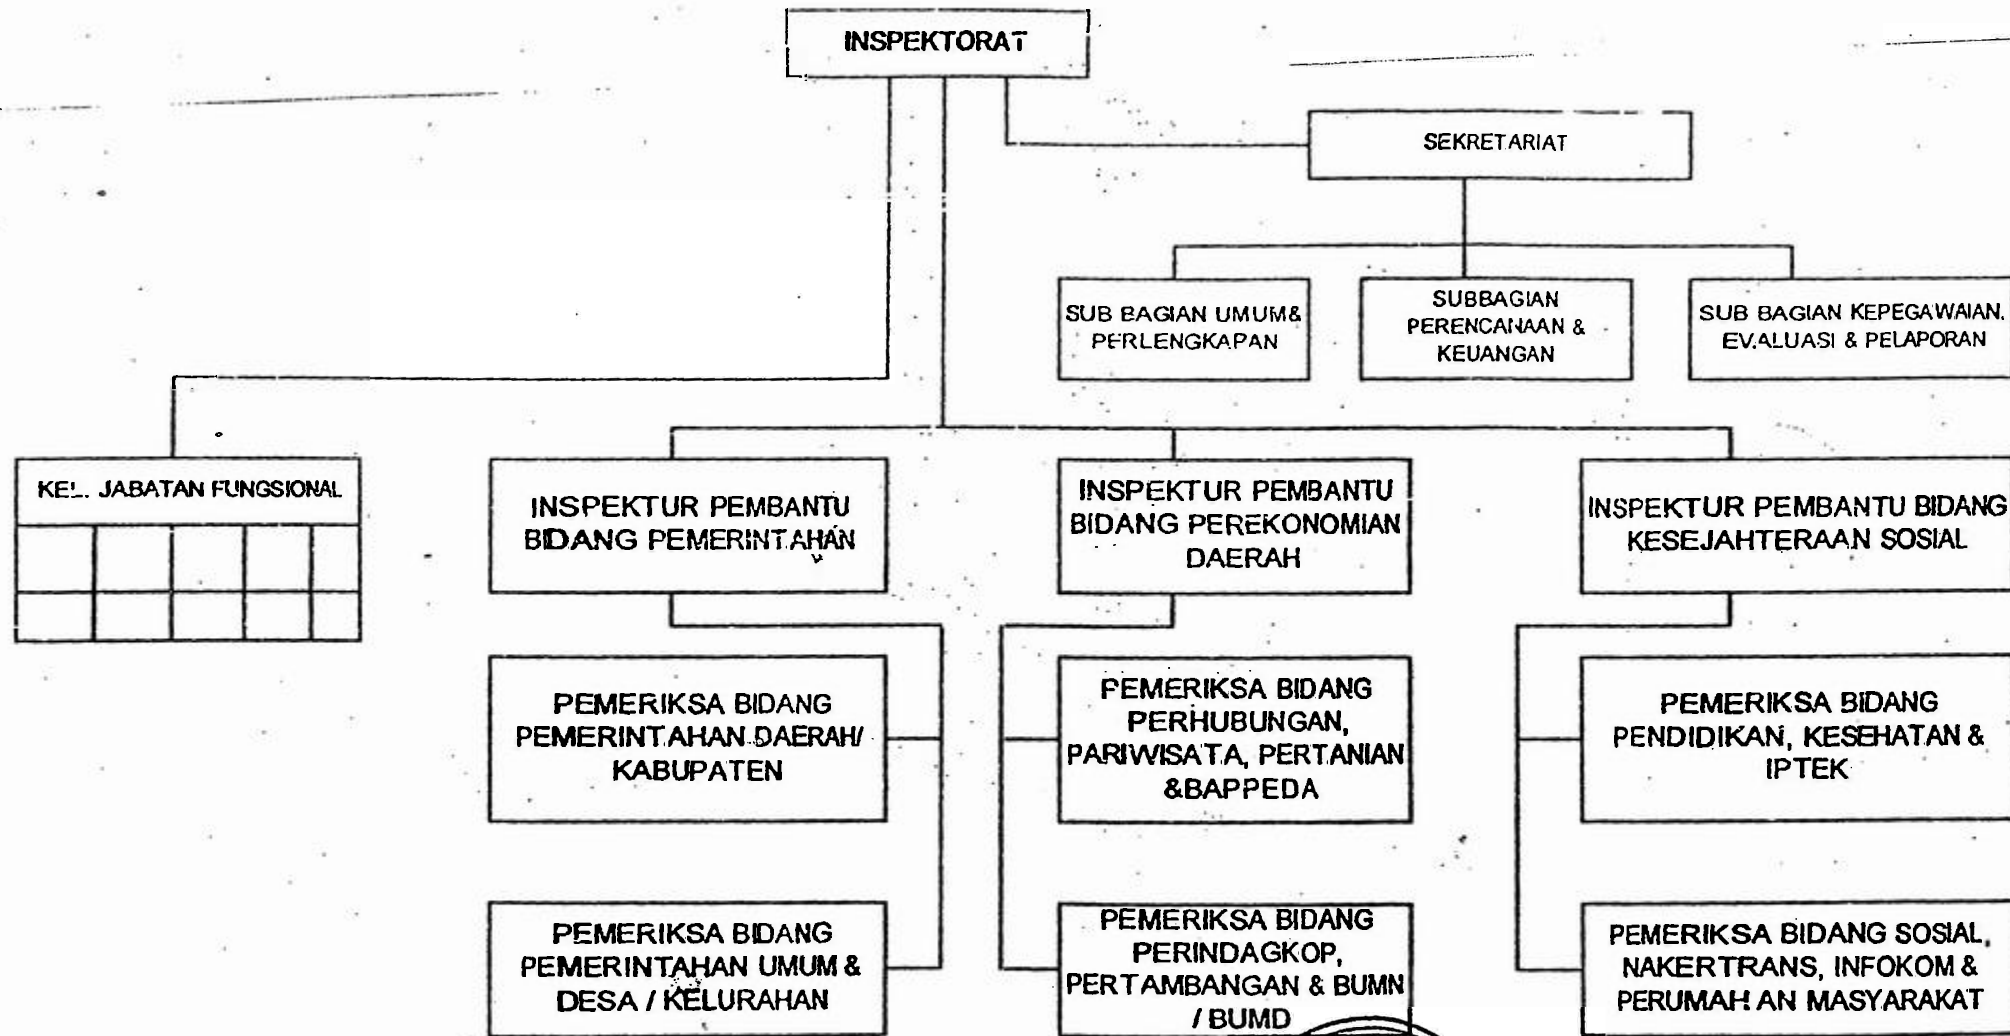 INSPEKTORAT
SEKRETARIAT
SUB BAGIAN UMUM&
PERLENGKAPAN
SUBBAGIAN
PERENCANAAN &
KEUANGAN
SUB BAGIAN KEPEGAWAIAN,
EVALUASI & PELAPORAN
KEL. JABATAN FUNGSIONAL
INSPEKTUR PEMBANTU
BIDANG PEMERINTAHAN
INSPEKTUR PEMBANTU
BIDANG PEREKONOMIAN
DAERAH
INSPEKTUR PEMBANTU BIDANG
KESEJAHTERAAN SOSIAL
PEMERIKSA BIDANG
PEMERINTAHAN DAERAH/
KABUPATEN
PEMERIKSA BIDANG
PERHUBUNGAN,
PARIWISATA, PERTANIAN
&BAPPEDA
PEMERIKSA BIDANG
PENDIDIKAN, KESEHATAN &
IPTEK
PEMERIKSA BIDANG
PEMERINTAHAN UMUM &
DESA / KELURAHAN
PEMERIKSA BIDANG
PERINDAGKOP,
PERTAMBANGAN & BUMN
/ BUMD
PEMERIKSA BIDANG SOSIAL,
NAKERTRANS, INFOKOM &
PERUMAHAN MASYARAKAT